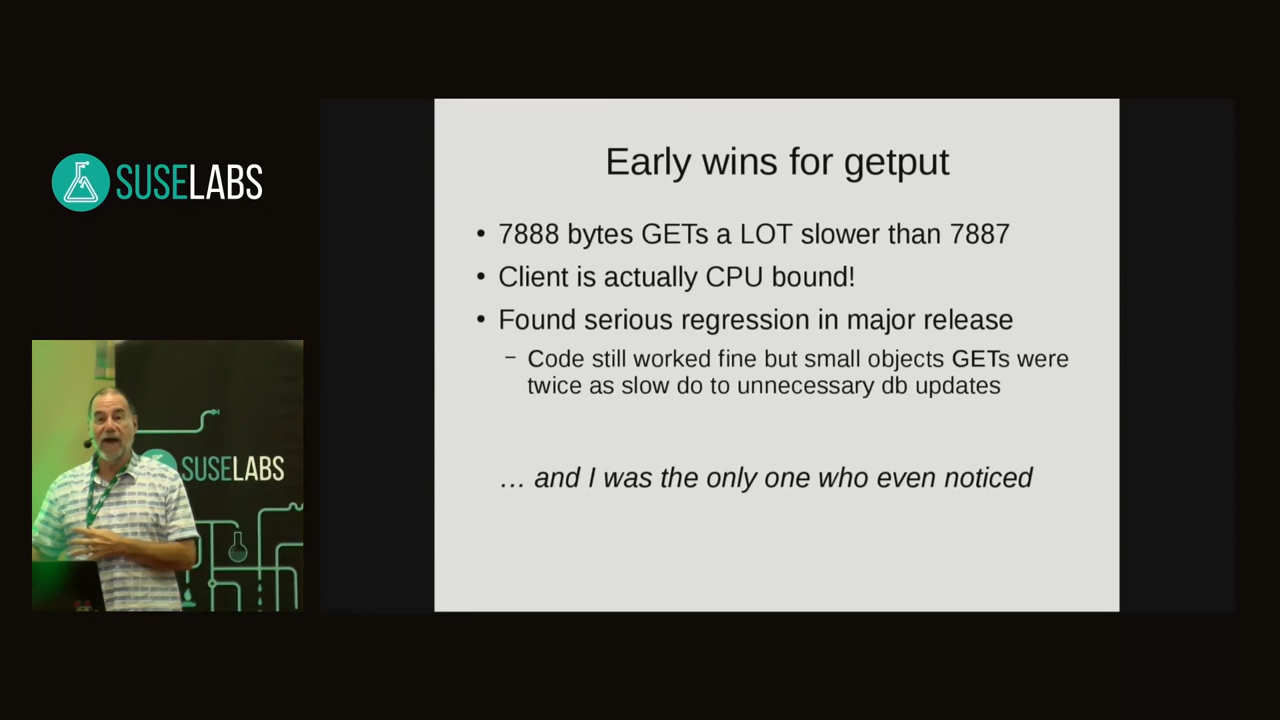 SUSELABS
Early wins for getput
• 7888 bytes GETs a LOT slower than 7887
• Client is actually CPU bound!
• Found serious regression in major release
– Code still worked fine but small objects GETs were
twice as slow do to unnecessary db updates
… and I was the only one who even noticed
SUSELABS